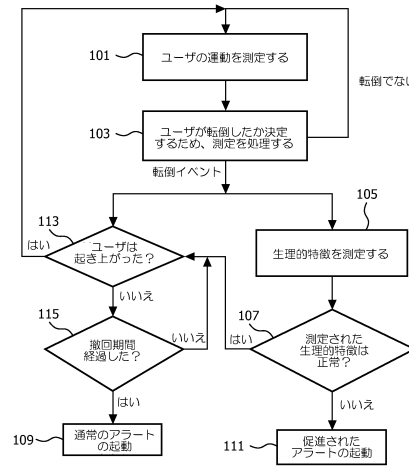 101
ユーザの運動を測定する
転倒でない
103
ユーザが転倒したか決定
するため、測定を処理する
転倒イベント
113
ユーザは
起き上がった？
はい
いいえ
105
生理的特徴を測定する
115
撤回期間
経過した？
いいえ
はい
107
測定された
生理的特徴は
正常？
はい
いいえ
109
通常のアラート
の起動
111
促進された
アラートの起動